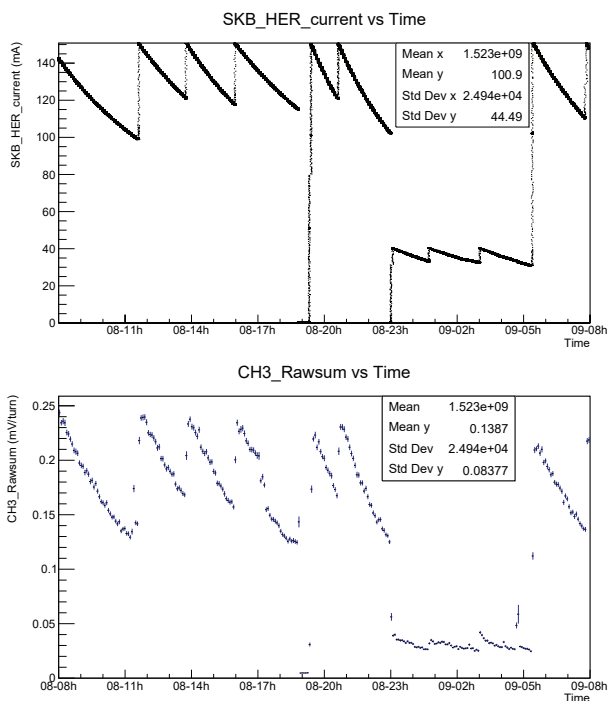 SKB_HER_current vs Time
SKB_HER_current (mA)
140
120
100
80
60
40
20
0
Mean x 1.523e+09
Mean y 100.9
Std Dev x 2.494e+04
Std Dev y 44.49
08-11h 08-14h 08-17h 08-20h 08-23h 09-02h 09-05h 09-08h
Time
CH3_Rawsum vs Time
CH3_Rawsum (mV/turn)
0.25
0.2
0.15
0.1
0.05
0
Mean 1.523e+09
Mean y 0.1387
Std Dev 2.494e+04
Std Dev y 0.08377
08-08h 08-11h 08-14h 08-17h 08-20h 08-23h 09-02h 09-05h 09-08h
Time